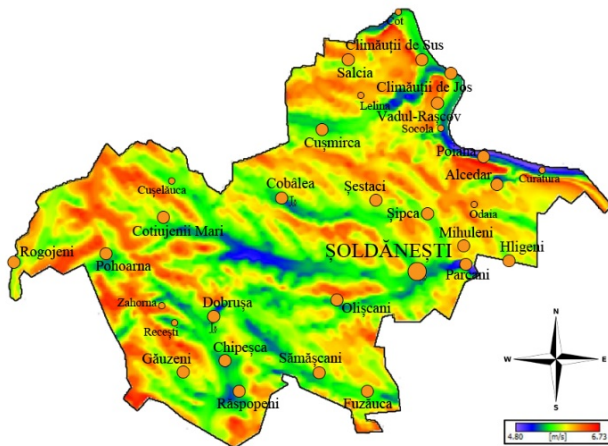 Cot
Climăuții de Sus
Salcia
Climăuții de Jos
Lelina
Vadul-Rașcov
Socola
Cușmirca
Poiana
Alcedar
Curătura
Cușelăuca
Cobâlea
Șestaci
Șipca
Odaia
Cotiujenii Mari
Mihuleni
Rogojeni
Pohoarna
ȘOLDĂNEȘTI
Hligeni
Parcani
Zahorna
Dobrușa
Olișcani
Recești
Chipeșca
Găuzeni
Sămășcani
Răspopeni
Fuzăuca
N
W
E
S
4.80 [m/s] 6.73